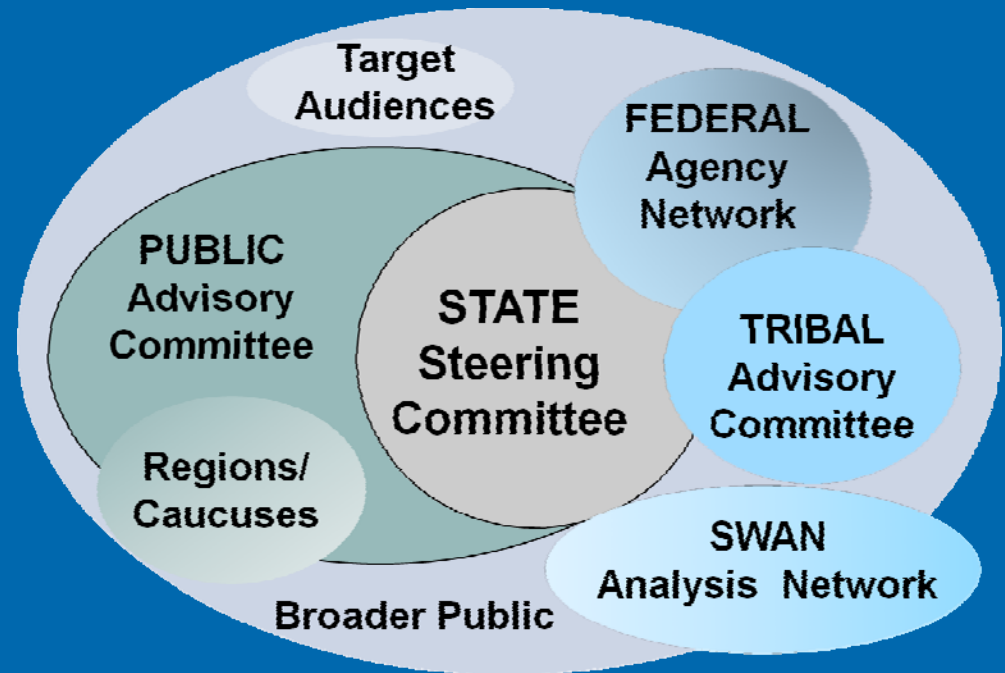 Target
Audiences
FEDERAL
Agency
Network
PUBLIC
Advisory
Committee
STATE
Steering
Committee
TRIBAL
Advisory
Committee
Regions/
Caucuses
SWAN
Analysis Network
Broader Public